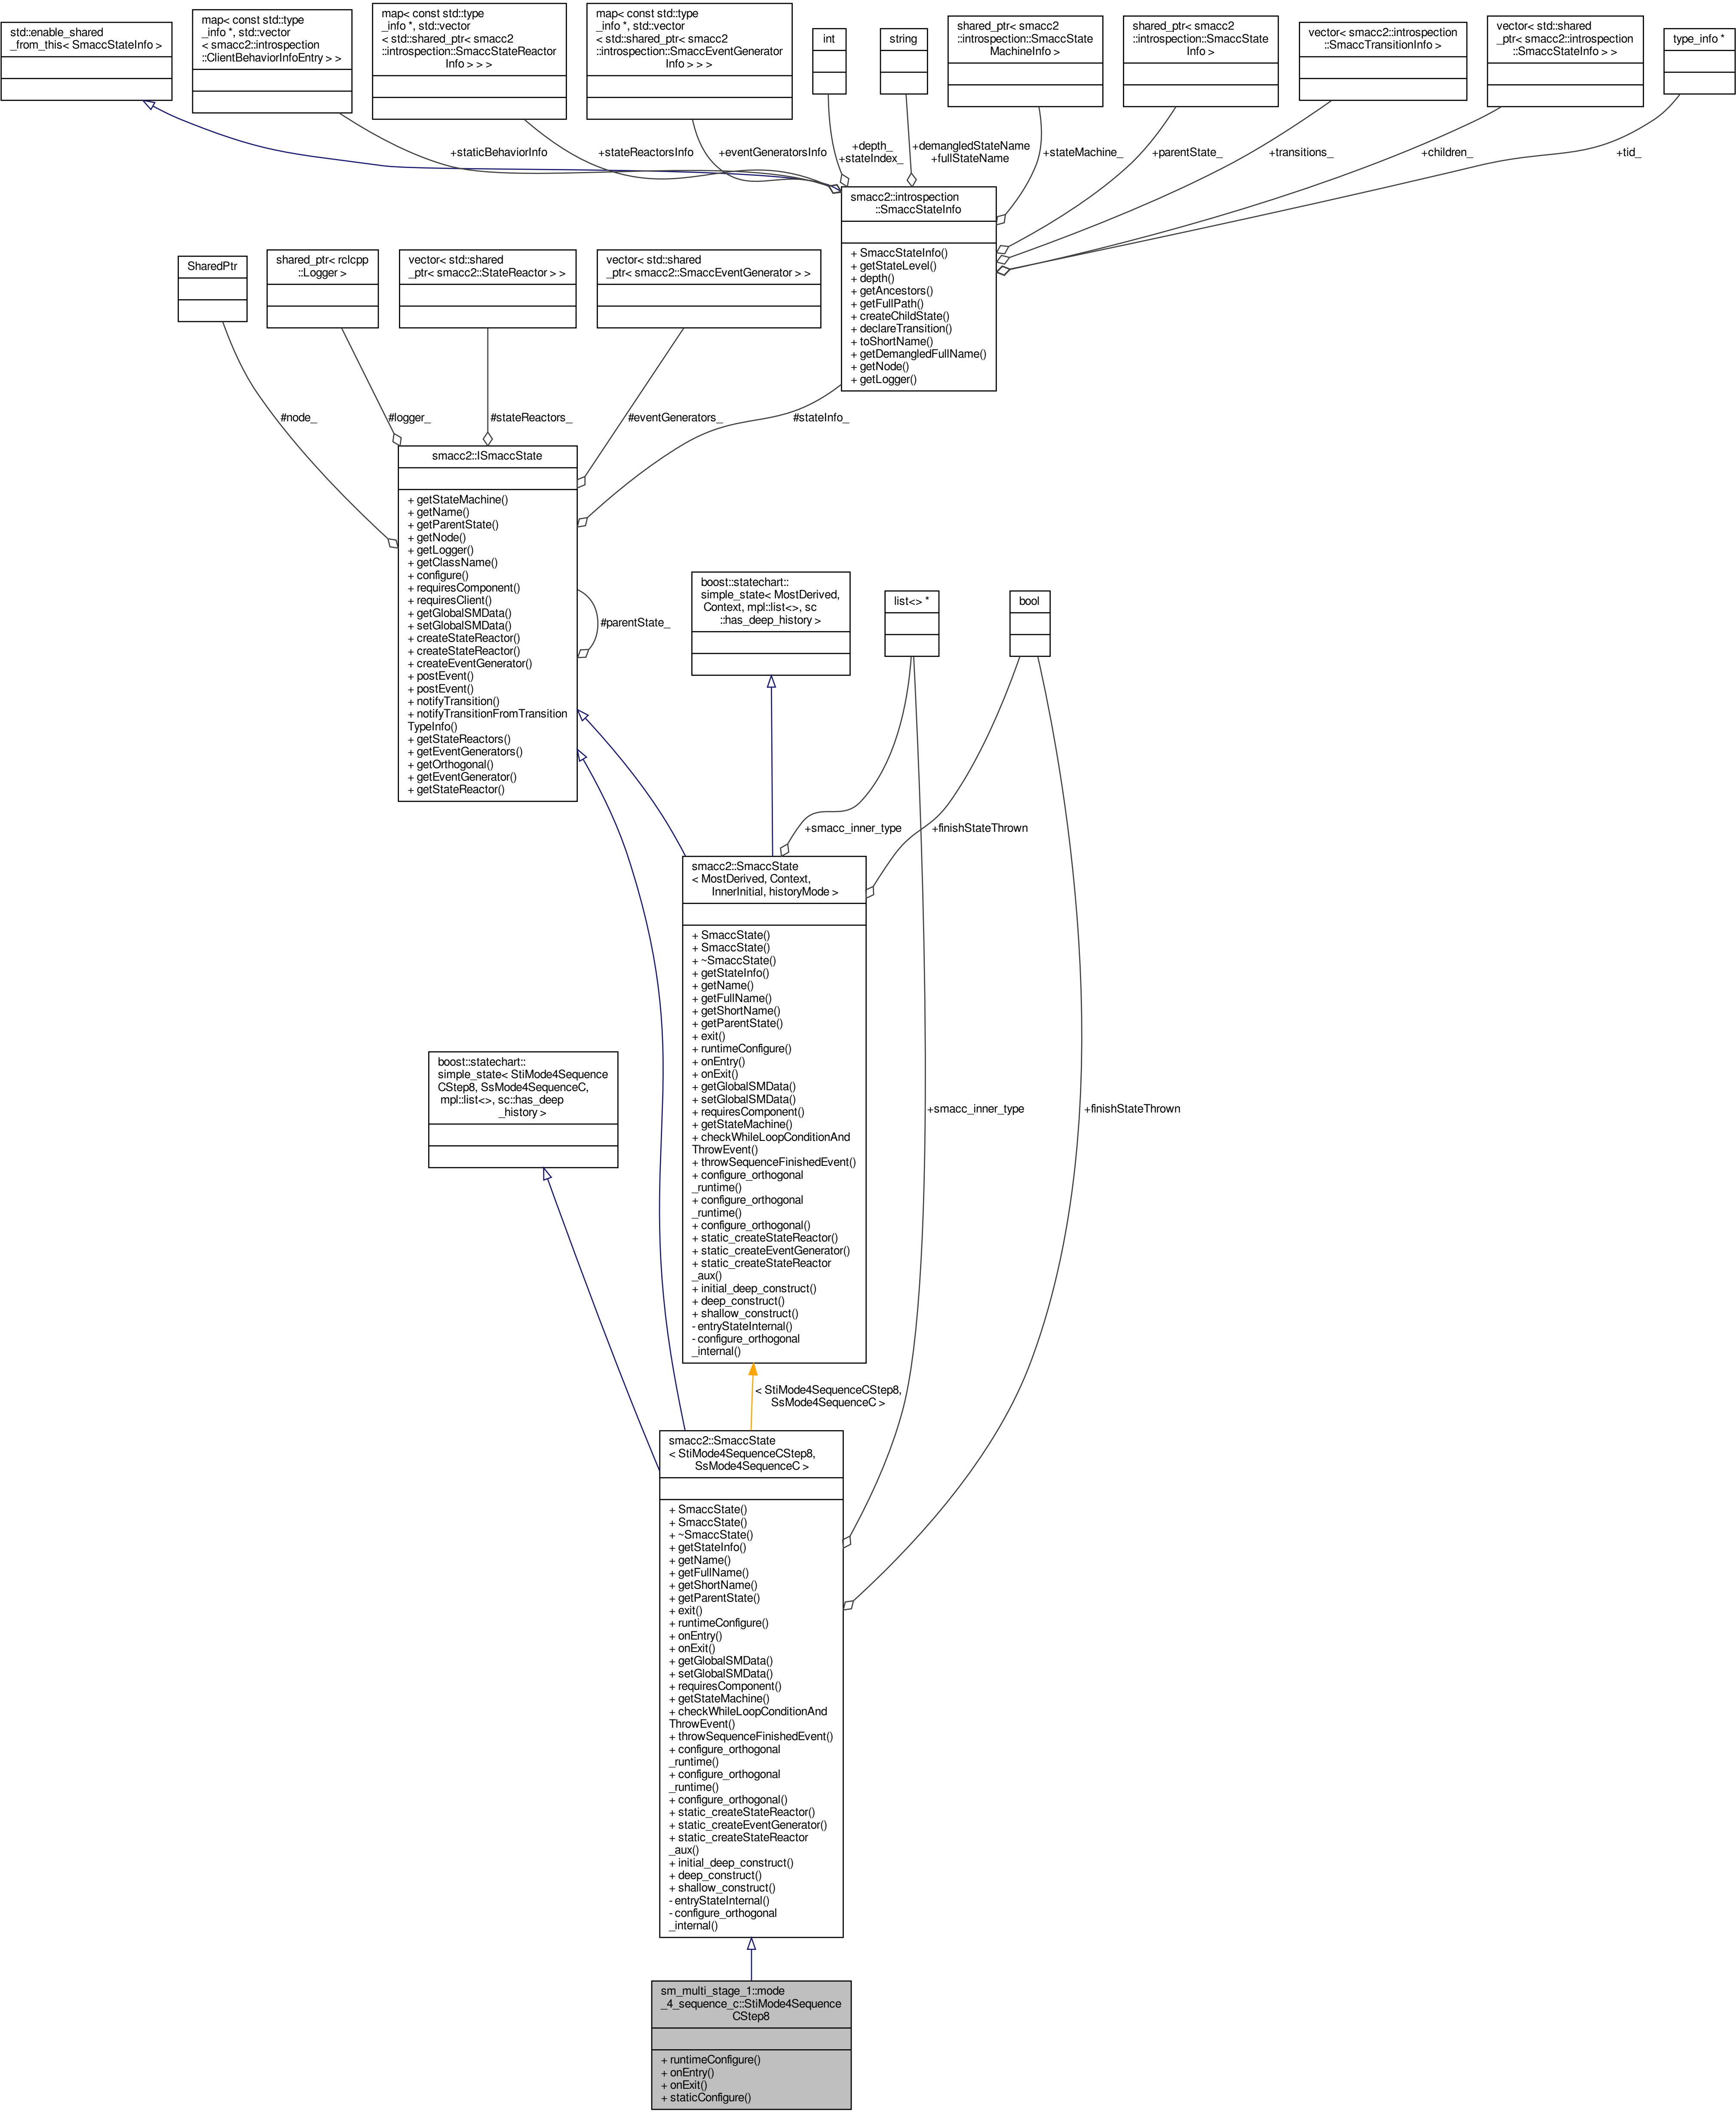 std::enable_shared
_from_this< SmaccStateInfo >
map< const std::type
_info *, std::vector
< smacc2::introspection
::ClientBehaviorInfoEntry > >
map< const std::type
_info *, std::vector
< std::shared_ptr< smacc2
::introspection::SmaccStateReactor
Info > > >
map< const std::type
_info *, std::vector
< std::shared_ptr< smacc2
::introspection::SmaccEventGenerator
Info > > >
int
string
shared_ptr< smacc2
::introspection::SmaccState
MachineInfo >
shared_ptr< smacc2
::introspection::SmaccState
Info >
vector< smacc2::introspection
::SmaccTransitionInfo >
vector< std::shared
_ptr< smacc2::introspection
::SmaccStateInfo > >
type_info *
+staticBehaviorInfo
+stateReactorsInfo
+eventGeneratorsInfo
+depth_
+stateIndex_
+demangledStateName
+fullStateName
+stateMachine_
+parentState_
+transitions_
+children_
+tid_
smacc2::introspection
::SmaccStateInfo
+ SmaccStateInfo()
+ getStateLevel()
+ depth()
+ getAncestors()
+ getFullPath()
+ createChildState()
+ declareTransition()
+ toShortName()
+ getDemangledFullName()
+ getNode()
+ getLogger()
SharedPtr
shared_ptr< rclcpp
::Logger >
vector< std::shared
_ptr< smacc2::StateReactor > >
vector< std::shared
_ptr< smacc2::SmaccEventGenerator > >
#node_
#logger_
#stateReactors_
#eventGenerators_
#stateInfo_
smacc2::ISmaccState
+ getStateMachine()
+ getName()
+ getParentState()
+ getNode()
+ getLogger()
+ getClassName()
+ configure()
+ requiresComponent()
+ requiresClient()
+ getGlobalSMData()
+ setGlobalSMData()
+ createStateReactor()
+ createStateReactor()
+ createEventGenerator()
+ postEvent()
+ postEvent()
+ notifyTransition()
+ notifyTransitionFromTransition
TypeInfo()
+ getStateReactors()
+ getEventGenerators()
+ getOrthogonal()
+ getEventGenerator()
+ getStateReactor()
#parentState_
boost::statechart::
simple_state< MostDerived,
Context, mpl::list<>, sc
::has_deep_history >
list<> *
bool
+smacc_inner_type
+finishStateThrown
smacc2::SmaccState
< MostDerived, Context,
InnerInitial, historyMode >
+ SmaccState()
+ SmaccState()
+ ~SmaccState()
+ getStateInfo()
+ getName()
+ getFullName()
+ getShortName()
+ getParentState()
+ exit()
+ runtimeConfigure()
+ onEntry()
+ onExit()
+ getGlobalSMData()
+ setGlobalSMData()
+ requiresComponent()
+ getStateMachine()
+ checkWhileLoopConditionAnd
ThrowEvent()
+ throwSequenceFinishedEvent()
+ configure_orthogonal
_runtime()
+ configure_orthogonal
_runtime()
+ configure_orthogonal()
+ static_createStateReactor()
+ static_createEventGenerator()
+ static_createStateReactor
_aux()
+ initial_deep_construct()
+ deep_construct()
+ shallow_construct()
- entryStateInternal()
- configure_orthogonal
_internal()
boost::statechart::
simple_state< StiMode4Sequence
CStep8, SsMode4SequenceC,
mpl::list<>, sc::has_deep
_history >
+smacc_inner_type
+finishStateThrown
< StiMode4SequenceCStep8,
SsMode4SequenceC >
smacc2::SmaccState
< StiMode4SequenceCStep8,
SsMode4SequenceC >
+ SmaccState()
+ SmaccState()
+ ~SmaccState()
+ getStateInfo()
+ getName()
+ getFullName()
+ getShortName()
+ getParentState()
+ exit()
+ runtimeConfigure()
+ onEntry()
+ onExit()
+ getGlobalSMData()
+ setGlobalSMData()
+ requiresComponent()
+ getStateMachine()
+ checkWhileLoopConditionAnd
ThrowEvent()
+ throwSequenceFinishedEvent()
+ configure_orthogonal
_runtime()
+ configure_orthogonal
_runtime()
+ configure_orthogonal()
+ static_createStateReactor()
+ static_createEventGenerator()
+ static_createStateReactor
_aux()
+ initial_deep_construct()
+ deep_construct()
+ shallow_construct()
- entryStateInternal()
- configure_orthogonal
_internal()
sm_multi_stage_1::mode
_4_sequence_c::StiMode4Sequence
CStep8
+ runtimeConfigure()
+ onEntry()
+ onExit()
+ staticConfigure()